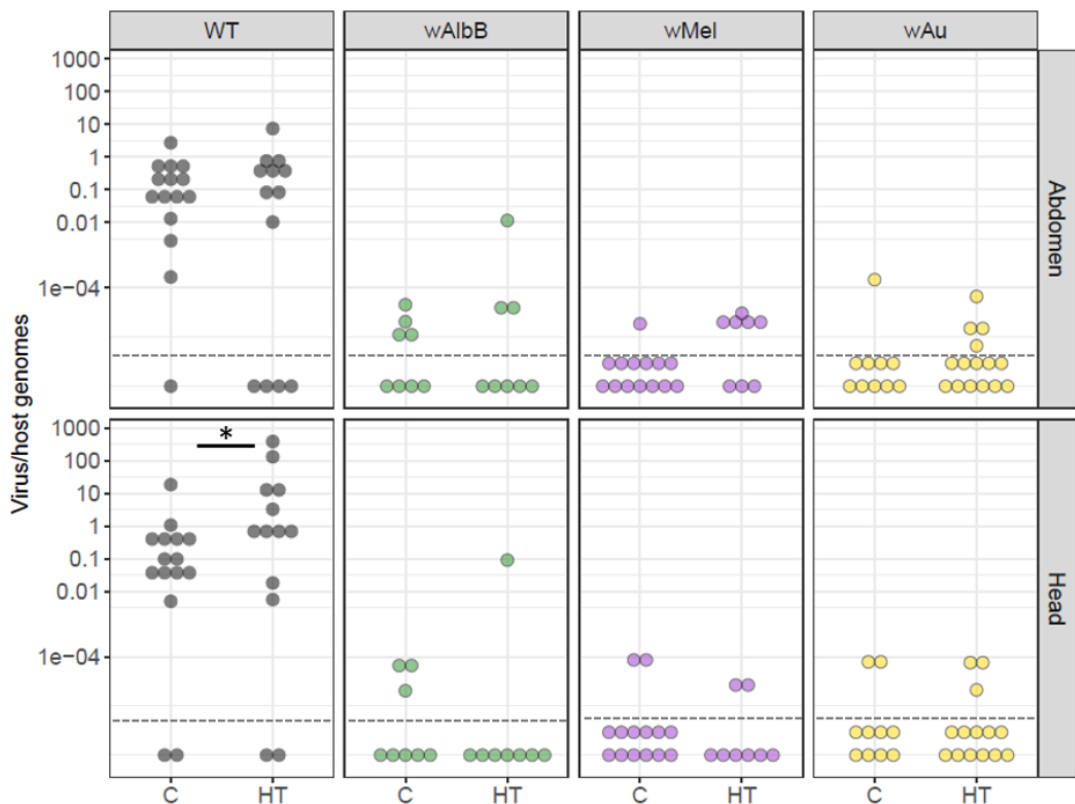 WT wAlbB wMel wAu
1000
100
10
1
0.1
0.01
1e-04
Abdomen
Virus/host genomes
1000
100
10
1
0.1
0.01
1e-04
*
Head
C HT C HT C HT C HT